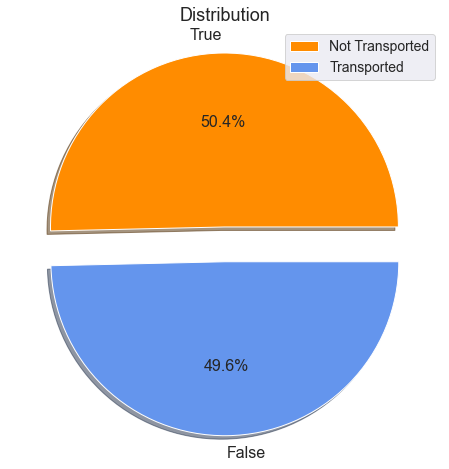 Distribution
True
Not Transported
Transported
50.4%
49.6%
False